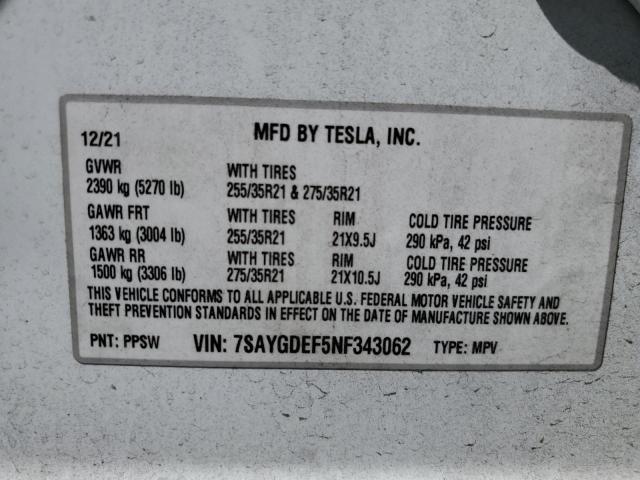 12/21 MFD BY TESLA, INC.
GVWR WITH TIRES
2390 kg (5270 lb) 255/35R21 & 275/35R21
GAWR FRT WITH TIRES RIM COLD TIRE PRESSURE
1363 kg (3004 lb) 255/35R21 21X9.5J 290 kPa, 42 psi
GAWR RR WITH TIRES RIM COLD TIRE PRESSURE
1500 kg (3306 lb) 275/35R21 21X10.5J 290 kPa, 42 psi
THIS VEHICLE CONFORMS TO ALL APPLICABLE U.S. FEDERAL MOTOR VEHICLE SAFETY AND
THEFT PREVENTION STANDARDS IN EFFECT ON THE DATE OF MANUFACTURE SHOWN ABOVE.
PNT: PPSW VIN: 7SAYGDEF5NF343062 TYPE: MPV